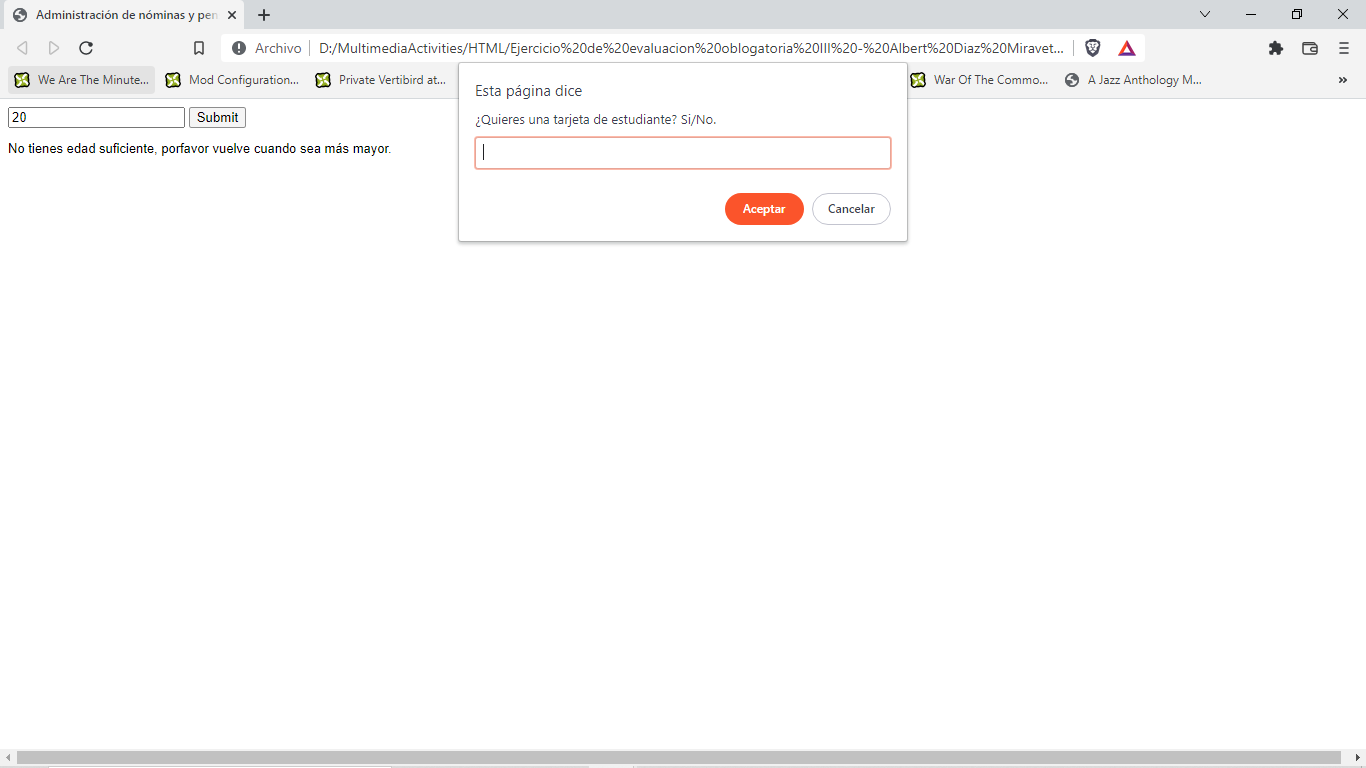 Administración de nóminas y pen
Archivo
D:/MultimediaActivities/HTML/Ejercicio%20de%20evaluacion%20oblogatoria%20III%20-%20Albert%20Diaz%20Miravet...
We Are The Minute...
Mod Configuration...
Private Vertibird at...
War Of The Commo...
A Jazz Anthology M...
»
Esta página dice
¿Quieres una tarjeta de estudiante? Si/No.
Aceptar
Cancelar
20
Submit
No tienes edad suficiente, porfavor vuelve cuando sea más mayor.